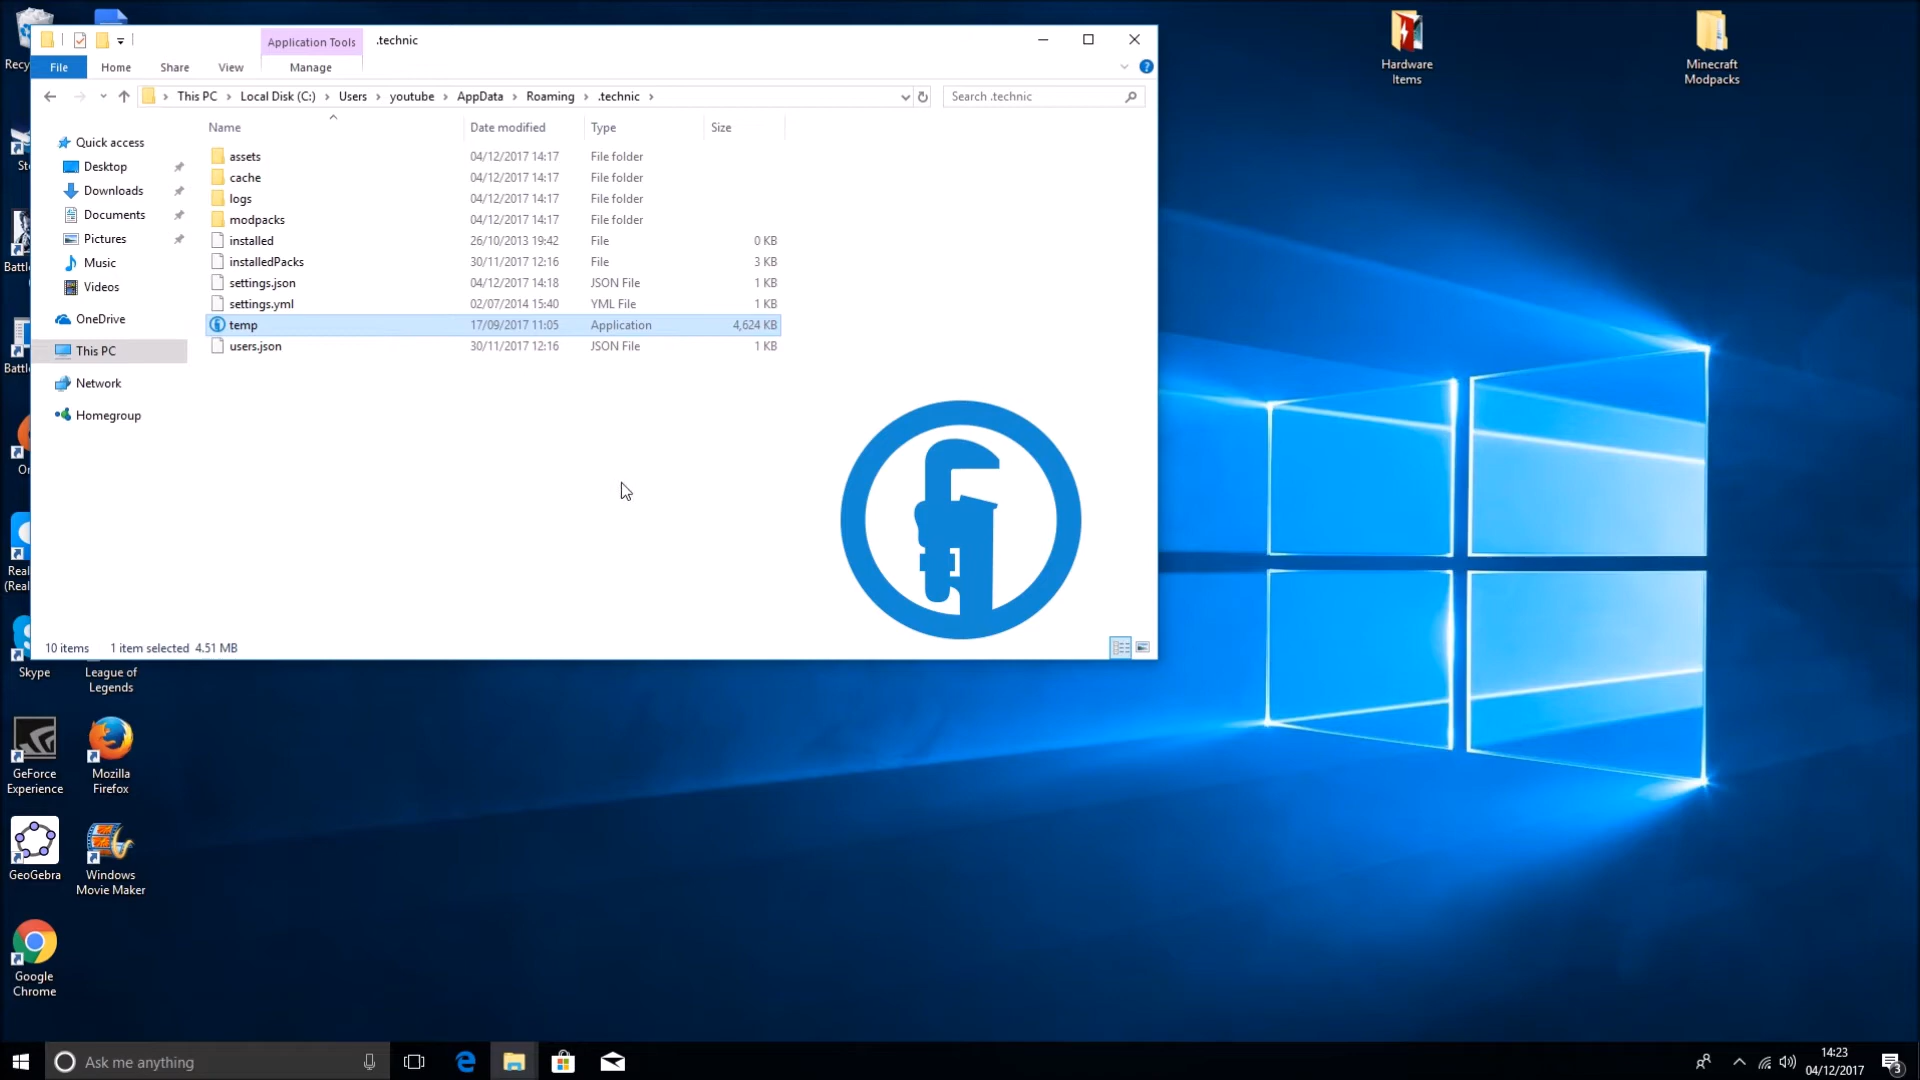 Application Tools
.technic
File
Home
Share
View
Manage
This PC
Local Disk (C:)
Users
youtube
AppData
Roaming
.technic
Search .technic
Name
Date modified
Type
Size
assets 04/12/2017 14:17 File folder
cache 04/12/2017 14:17 File folder
logs 04/12/2017 14:17 File folder
modpacks 04/12/2017 14:17 File folder
installed 26/10/2013 19:42 File 0 KB
installedPacks 30/11/2017 12:16 File 3 KB
settings.json 04/12/2017 14:18 JSON File 1 KB
settings.yml 02/07/2014 15:40 YML File 1 KB
temp 17/09/2017 11:05 Application 4,624 KB
users.json 30/11/2017 12:16 JSON File 1 KB
Quick access
Desktop
Downloads
Documents
Pictures
Music
Videos
OneDrive
This PC
Network
Homegroup
10 items
1 item selected 4.51 MB
Recy
Sto
Battl
Battl
Or
Real
(Real
Skype
League of
Legends
GeForce
Experience
Mozilla
Firefox
GeoGebra
Windows
Movie Maker
Google
Chrome
Hardware
Items
Minecraft
Modpacks
Ask me anything
14:23
04/12/2017
3